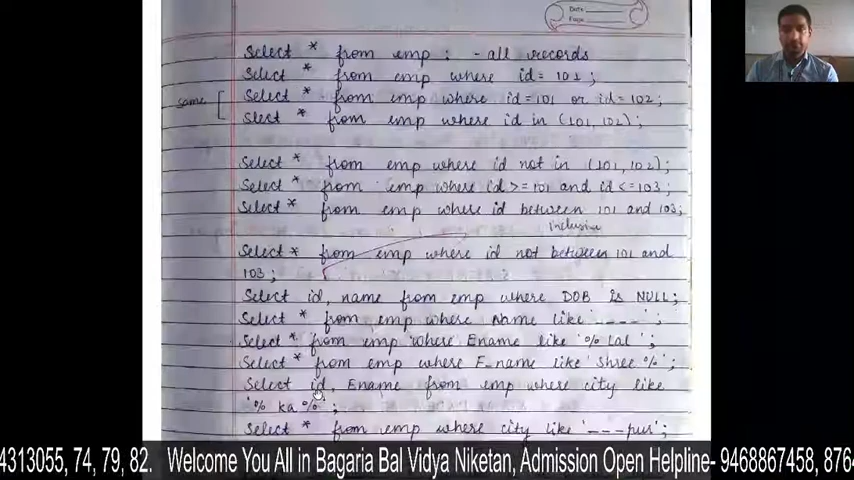 Date
Page
Select * from emp ; - all records
Select * from emp where id = 101 ;
same
Select * from emp where id = 101 or id = 102 ;
Slect * from emp where id in (101, 102) ;
Select * from emp where id not in (101, 102) ;
Select * from emp where id >= 101 and id <= 103 ;
Select * from emp where id between 101 and 103 ;
inclusive
Select * from emp where id not between 101 and
103 ;
Select id, name from emp where DOB is NULL ;
Select * from emp where Name like '_ _ _ _' ;
Select * from emp where Ename like '% Lal' ;
Select * from emp where F_name like 'Shree %' ;
Select id, Ename from emp where city like
'% ka %' ;
Select * from emp where city like '_ _ _ pur' ;
4313055, 74, 79, 82. Welcome You All in Bagaria Bal Vidya Niketan, Admission Open Helpline- 9468867458, 8764